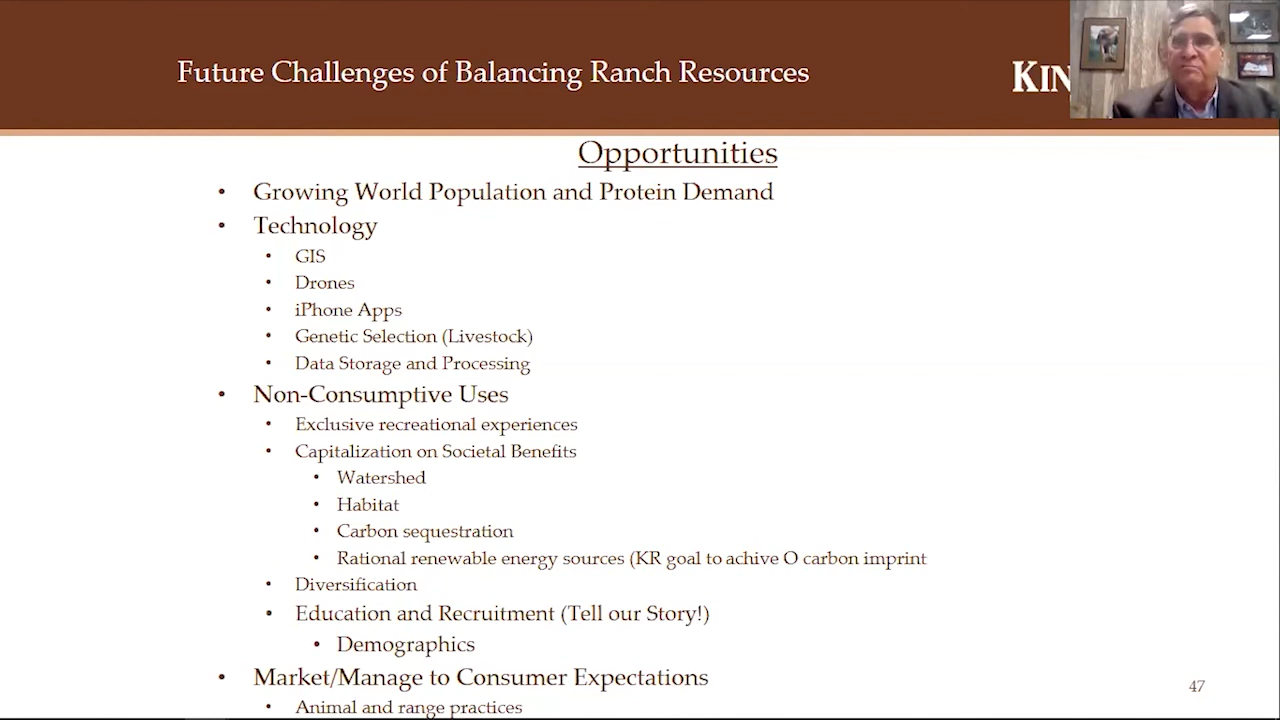 Future Challenges of Balancing Ranch Resources
KIN
Opportunities
• Growing World Population and Protein Demand
• Technology
• GIS
• Drones
• iPhone Apps
• Genetic Selection (Livestock)
• Data Storage and Processing
• Non-Consumptive Uses
• Exclusive recreational experiences
• Capitalization on Societal Benefits
• Watershed
• Habitat
• Carbon sequestration
• Rational renewable energy sources (KR goal to achive O carbon imprint
• Diversification
• Education and Recruitment (Tell our Story!)
• Demographics
• Market/Manage to Consumer Expectations
• Animal and range practices
47